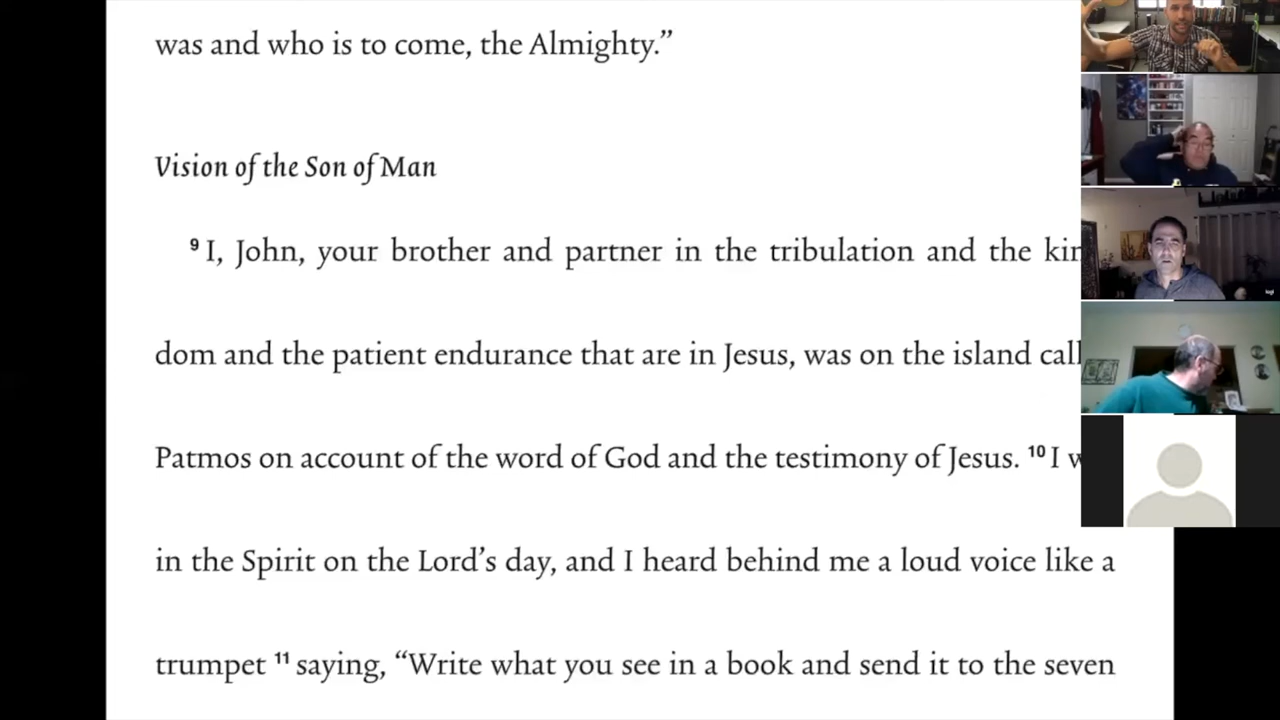 was and who is to come, the Almighty.”
Vision of the Son of Man
9 I, John, your brother and partner in the tribulation and the kin
dom and the patient endurance that are in Jesus, was on the island call
Patmos on account of the word of God and the testimony of Jesus. 10 I w
in the Spirit on the Lord’s day, and I heard behind me a loud voice like a
trumpet 11 saying, “Write what you see in a book and send it to the seven